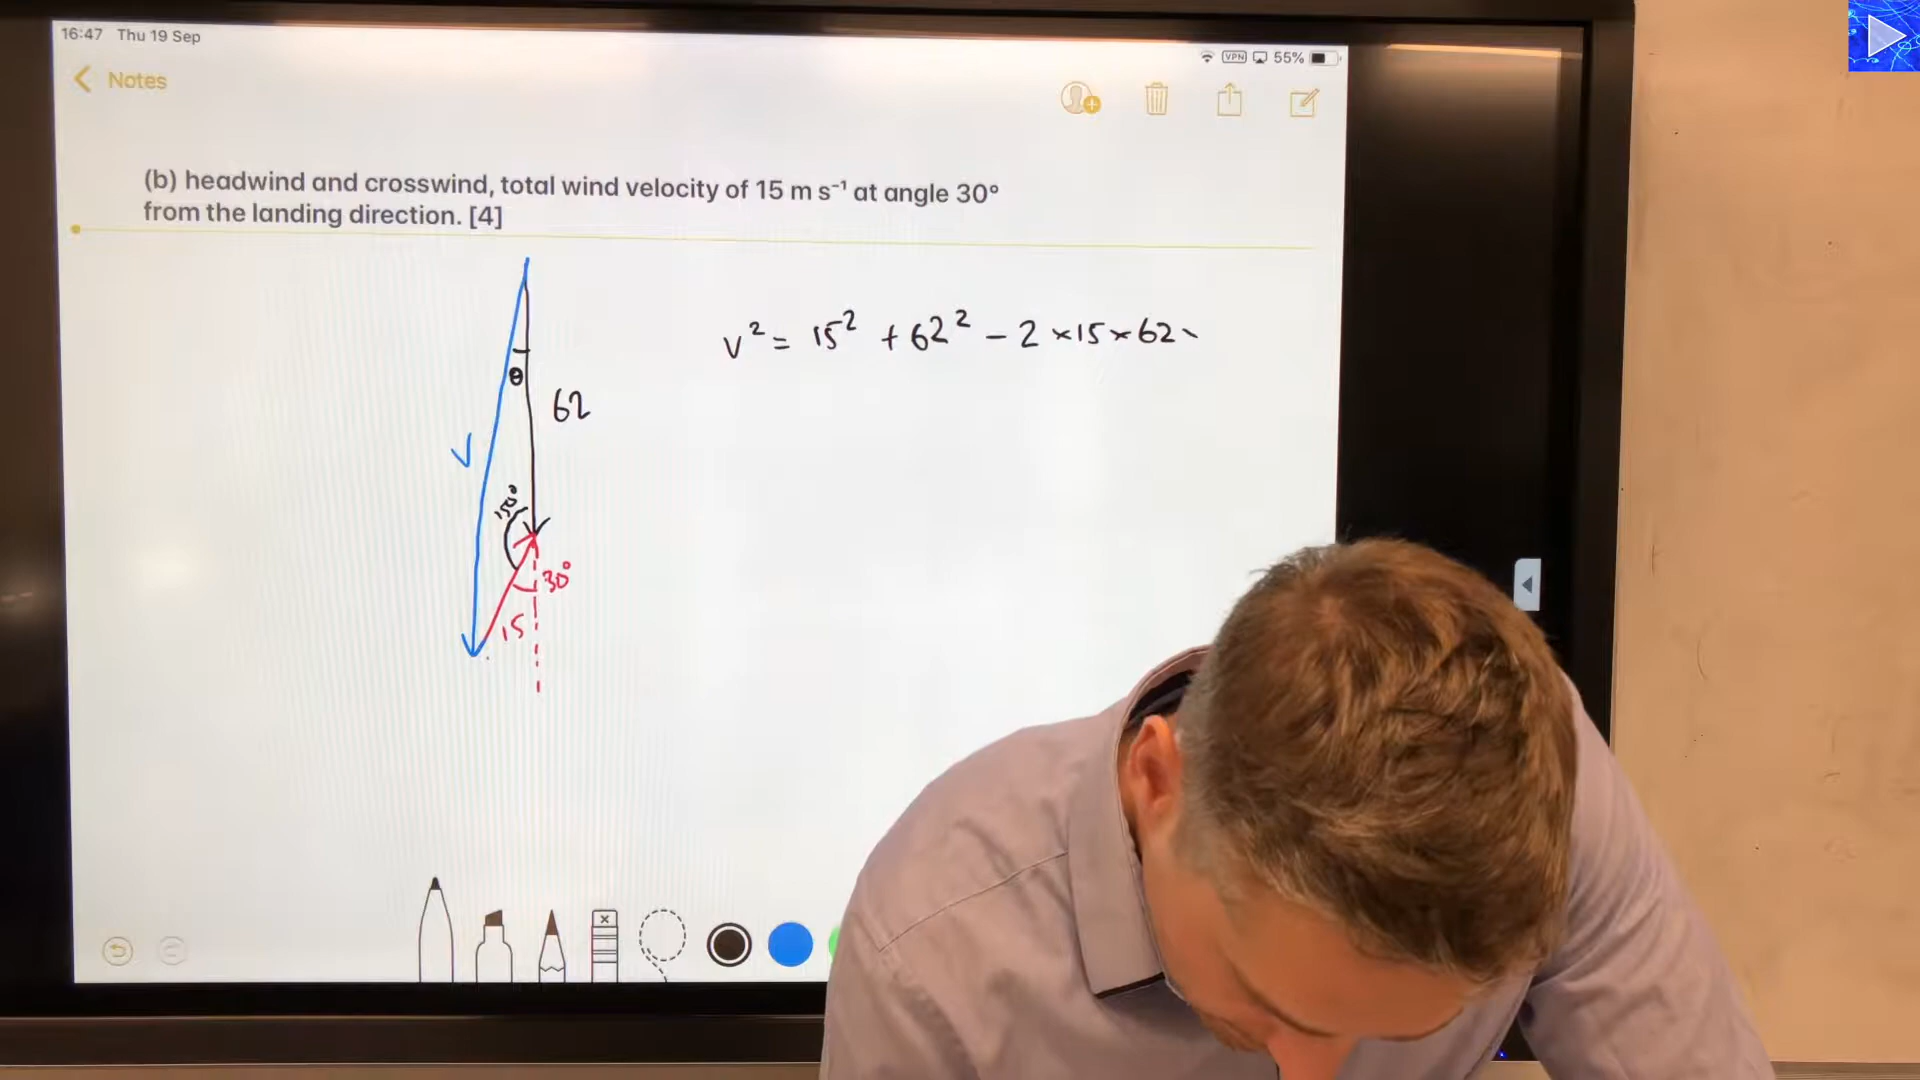 16:47 Thu 19 Sep
VPN 55%
Notes
(b) headwind and crosswind, total wind velocity of 15 m s⁻¹ at angle 30°
from the landing direction. [4]
v² = 15² + 62² - 2 × 15 × 62
θ
62
V
150°
30°
15